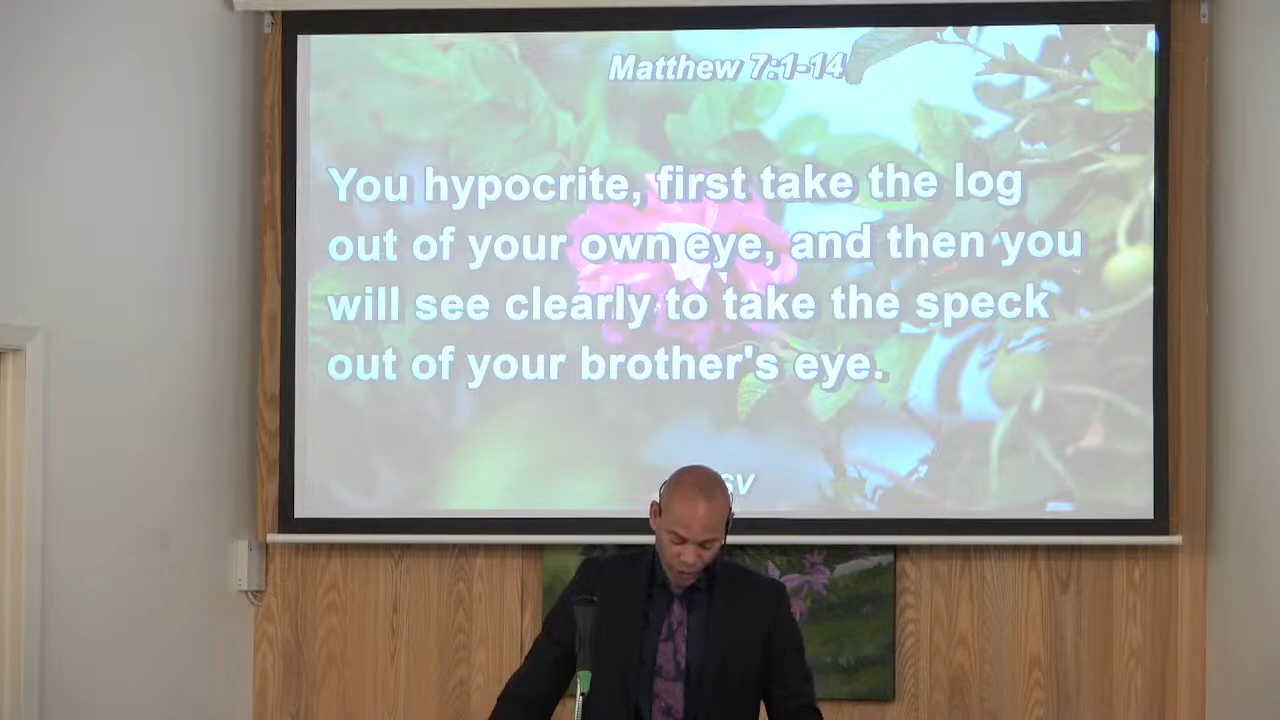 Matthew 7:1-14
You hypocrite, first take the log
out of your own eye, and then you
will see clearly to take the speck
out of your brother's eye.